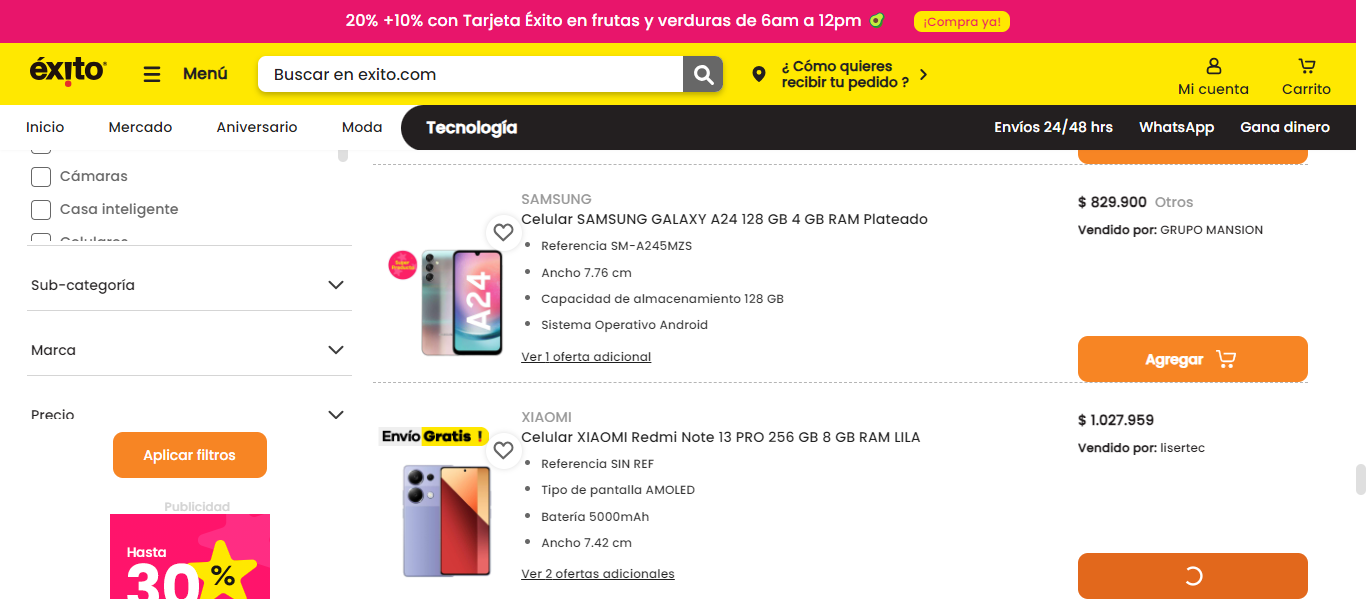 20% +10% con Tarjeta Éxito en frutas y verduras de 6am a 12pm
¡Compra ya!
éxito
Menú
Buscar en exito.com
¿ Cómo quieres
recibir tu pedido ?
Mi cuenta
Carrito
Inicio
Mercado
Aniversario
Moda
Tecnología
Envíos 24/48 hrs
WhatsApp
Gana dinero
Cámaras
Casa inteligente
Celulares
Sub-categoría
Marca
Precio
Aplicar filtros
Publicidad
Hasta
30%
SAMSUNG
Celular SAMSUNG GALAXY A24 128 GB 4 GB RAM Plateado
Referencia SM-A245MZS
Ancho 7.76 cm
Capacidad de almacenamiento 128 GB
Sistema Operativo Android
Ver 1 oferta adicional
A24
$ 829.900 Otros
Vendido por: GRUPO MANSION
Agregar
XIAOMI
Envío Gratis !
Celular XIAOMI Redmi Note 13 PRO 256 GB 8 GB RAM LILA
Referencia SIN REF
Tipo de pantalla AMOLED
Batería 5000mAh
Ancho 7.42 cm
Ver 2 ofertas adicionales
$ 1.027.959
Vendido por: lisertec